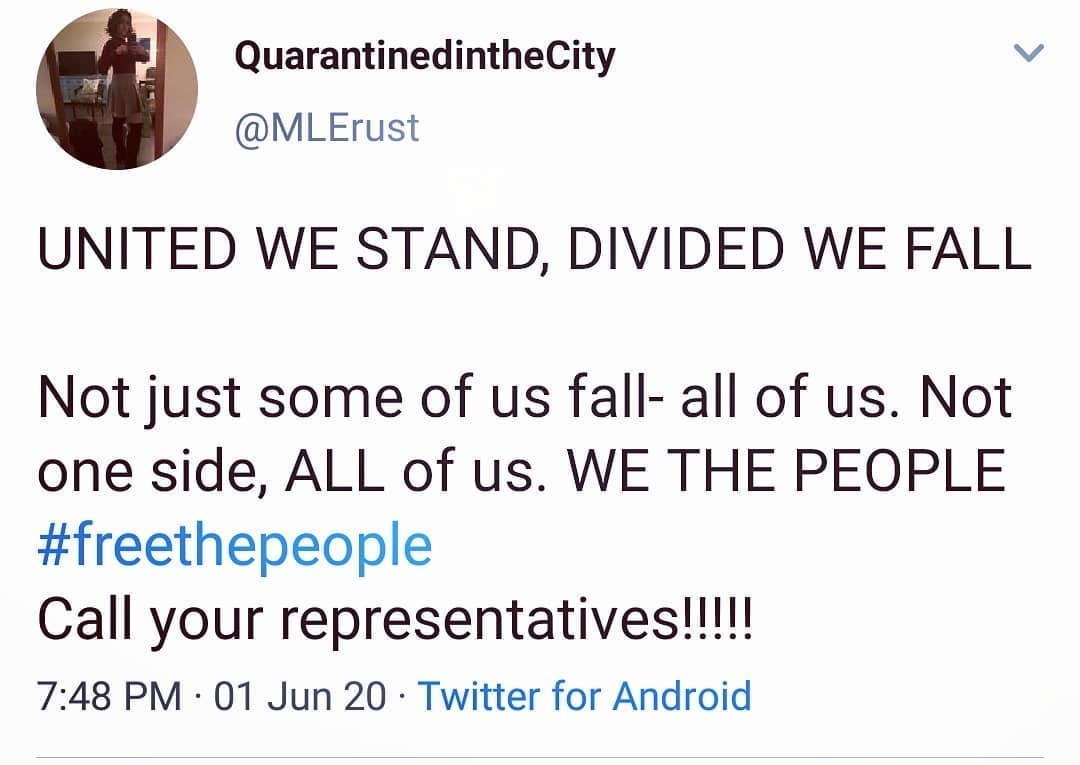 QuarantinedintheCity
@MLErust
UNITED WE STAND, DIVIDED WE FALL
Not just some of us fall- all of us. Not
one side, ALL of us. WE THE PEOPLE
#freethepeople
Call your representatives!!!!!
7:48 PM · 01 Jun 20 · Twitter for Android